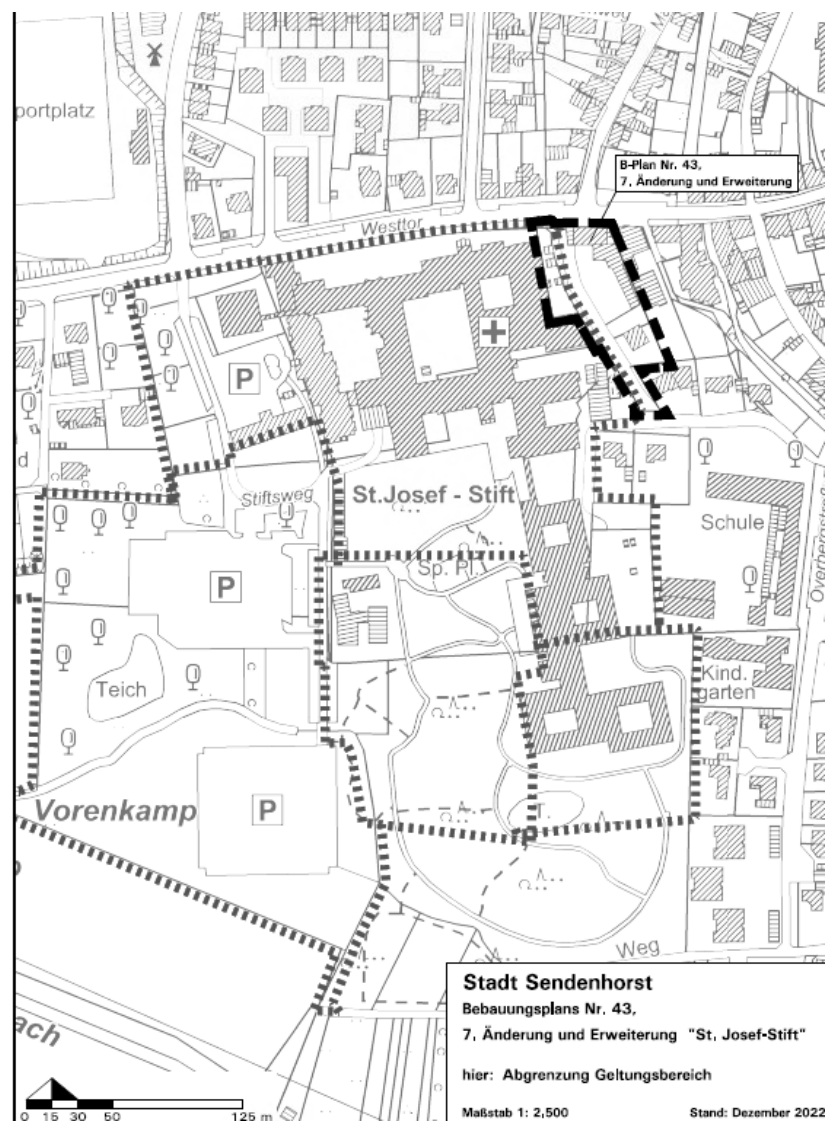 portplatz
B-Plan Nr. 43,
7. Änderung und Erweiterung
Westtor
P
St.Josef - Stift
Stiftsweg
Sp. Pl.
Schule
Overbergstraß
P
Teich
Kind.
garten
Vorenkamp
P
T.
Weg
ach
Stadt Sendenhorst
Bebauungsplans Nr. 43,
7. Änderung und Erweiterung "St. Josef-Stift"
hier: Abgrenzung Geltungsbereich
Maßstab 1: 2,500 Stand: Dezember 2022
0 15 30 50 125 m